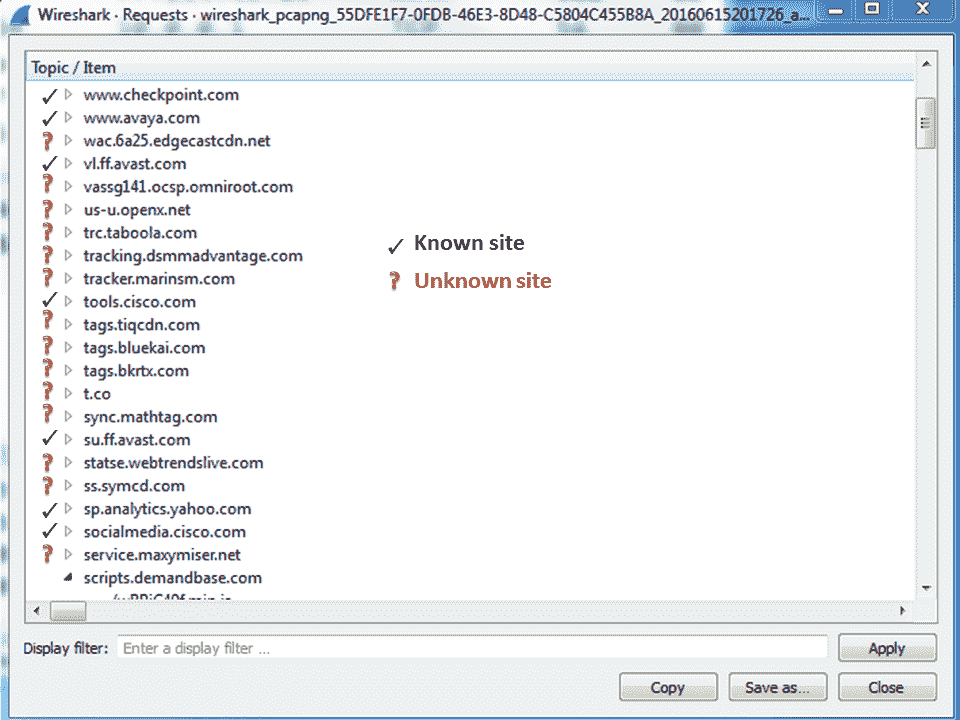 Wireshark · Requests · wireshark_pcapng_55DFE1F7-0FDB-46E3-8D48-C5804C455B8A_20160615201726_a...
Topic / Item
✓ www.checkpoint.com
✓ www.avaya.com
? wac.6a25.edgecastcdn.net
✓ vl.ff.avast.com
? vassg141.ocsp.omniroot.com
? us-u.openx.net
? trc.taboola.com
? tracking.dsmmadvantage.com
? tracker.marinsm.com
✓ tools.cisco.com
? tags.tiqcdn.com
? tags.bluekai.com
? tags.bkrtx.com
? t.co
? sync.mathtag.com
✓ su.ff.avast.com
? statse.webtrendslive.com
? ss.symcd.com
✓ sp.analytics.yahoo.com
✓ socialmedia.cisco.com
? service.maxymiser.net
scripts.demandbase.com
✓ Known site
? Unknown site
Display filter: Enter a display filter ... Apply
Copy Save as... Close